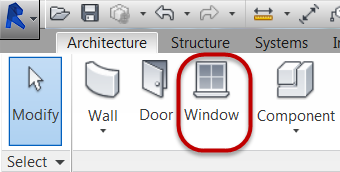 Architecture Structure Systems
Modify Wall Door Window Component
Select